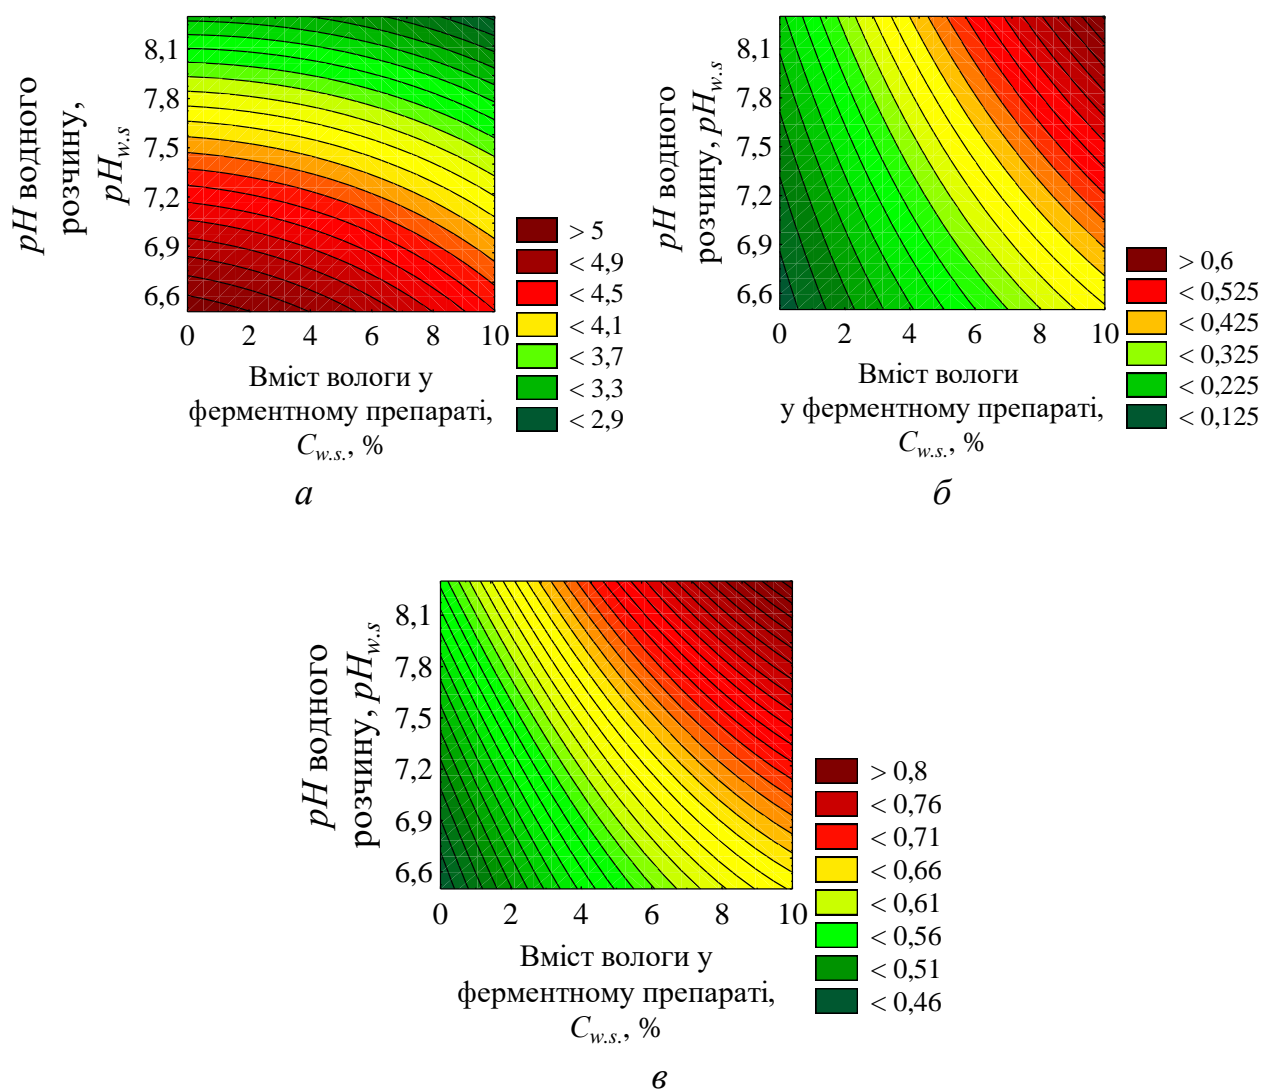 pH водного
розчину,
pH_{w.s}
8,1
7,8
7,5
7,2
6,9
6,6
0 2 4 6 8 10
Вміст вологи у
ферментному препараті,
C_{w.s.}, %
> 5
< 4,9
< 4,5
< 4,1
< 3,7
< 3,3
< 2,9
а
pH водного
розчину, pH_{w.s}
8,1
7,8
7,5
7,2
6,9
6,6
0 2 4 6 8 10
Вміст вологи
у ферментному препараті,
C_{w.s.}, %
> 0,6
< 0,525
< 0,425
< 0,325
< 0,225
< 0,125
б
pH водного
розчину, pH_{w.s}
8,1
7,8
7,5
7,2
6,9
6,6
0 2 4 6 8 10
Вміст вологи у
ферментному препараті,
C_{w.s.}, %
> 0,8
< 0,76
< 0,71
< 0,66
< 0,61
< 0,56
< 0,51
< 0,46
в